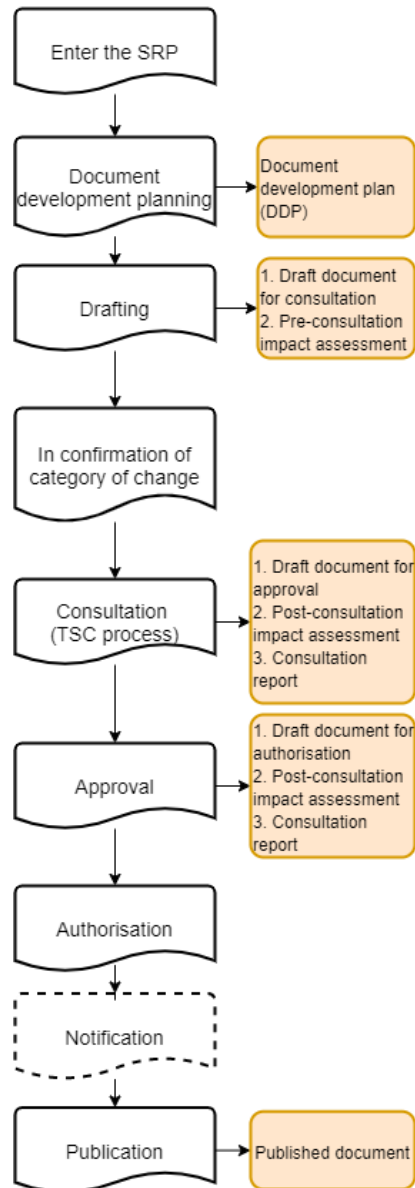 Enter the SRP
Document
development planning
Document
development plan
(DDP)
Drafting
1. Draft document
for consultation
2. Pre-consultation
impact assessment
In confirmation of
category of change
Consultation
(TSC process)
1. Draft document for
approval
2. Post-consultation
impact assessment
3. Consultation
report
Approval
1. Draft document for
authorisation
2. Post-consultation
impact assessment
3. Consultation
report
Authorisation
Notification
Publication
Published document